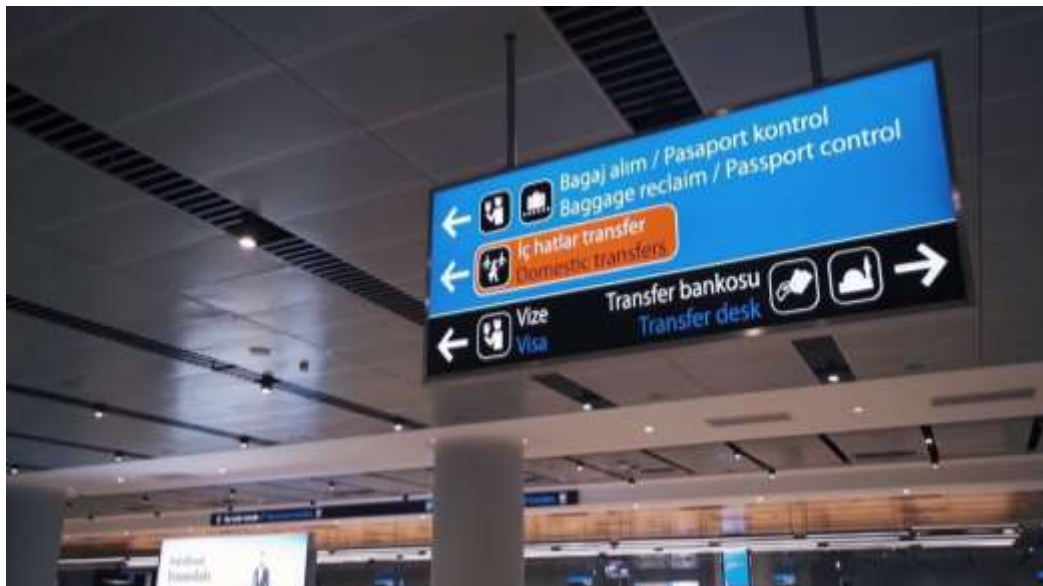 Bagaj alım / Pasaport kontrol
Baggage reclaim / Passport control
İç hatlar transfer
Domestic transfers
Vize
Visa
Transfer bankosu
Transfer desk